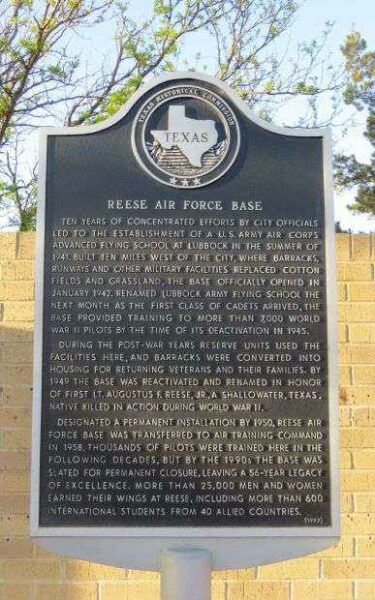 TEXAS HISTORICAL COMMISSION
TEXAS
REESE AIR FORCE BASE
TEN YEARS OF CONCENTRATED EFFORTS BY CITY OFFICIALS
LED TO THE ESTABLISHMENT OF A U.S. ARMY AIR CORPS
ADVANCED FLYING SCHOOL AT LUBBOCK IN THE SUMMER OF
1941. BUILT TEN MILES WEST OF THE CITY, WHERE BARRACKS,
RUNWAYS AND OTHER MILITARY FACILITIES REPLACED COTTON
FIELDS AND GRASSLAND, THE BASE OFFICIALLY OPENED IN
JANUARY 1942. RENAMED LUBBOCK ARMY FLYING SCHOOL THE
NEXT MONTH AS THE FIRST CLASS OF CADETS ARRIVED, THE
BASE PROVIDED TRAINING TO MORE THAN 7,000 WORLD
WAR II PILOTS BY THE TIME OF ITS DEACTIVATION IN 1945.
DURING THE POST-WAR YEARS RESERVE UNITS USED THE
FACILITIES HERE, AND BARRACKS WERE CONVERTED INTO
HOUSING FOR RETURNING VETERANS AND THEIR FAMILIES. BY
1949 THE BASE WAS REACTIVATED AND RENAMED IN HONOR
OF FIRST LT. AUGUSTUS F. REESE, JR., A SHALLOWATER, TEXAS,
NATIVE KILLED IN ACTION DURING WORLD WAR II.
DESIGNATED A PERMANENT INSTALLATION BY 1950, REESE AIR
FORCE BASE WAS TRANSFERRED TO AIR TRAINING COMMAND
IN 1958. THOUSANDS OF PILOTS WERE TRAINED HERE IN THE
FOLLOWING DECADES, BUT BY THE 1990s THE BASE WAS
SLATED FOR PERMANENT CLOSURE, LEAVING A 56-YEAR LEGACY
OF EXCELLENCE. MORE THAN 25,000 MEN AND WOMEN
EARNED THEIR WINGS AT REESE, INCLUDING MORE THAN 600
INTERNATIONAL STUDENTS FROM 40 ALLIED COUNTRIES.